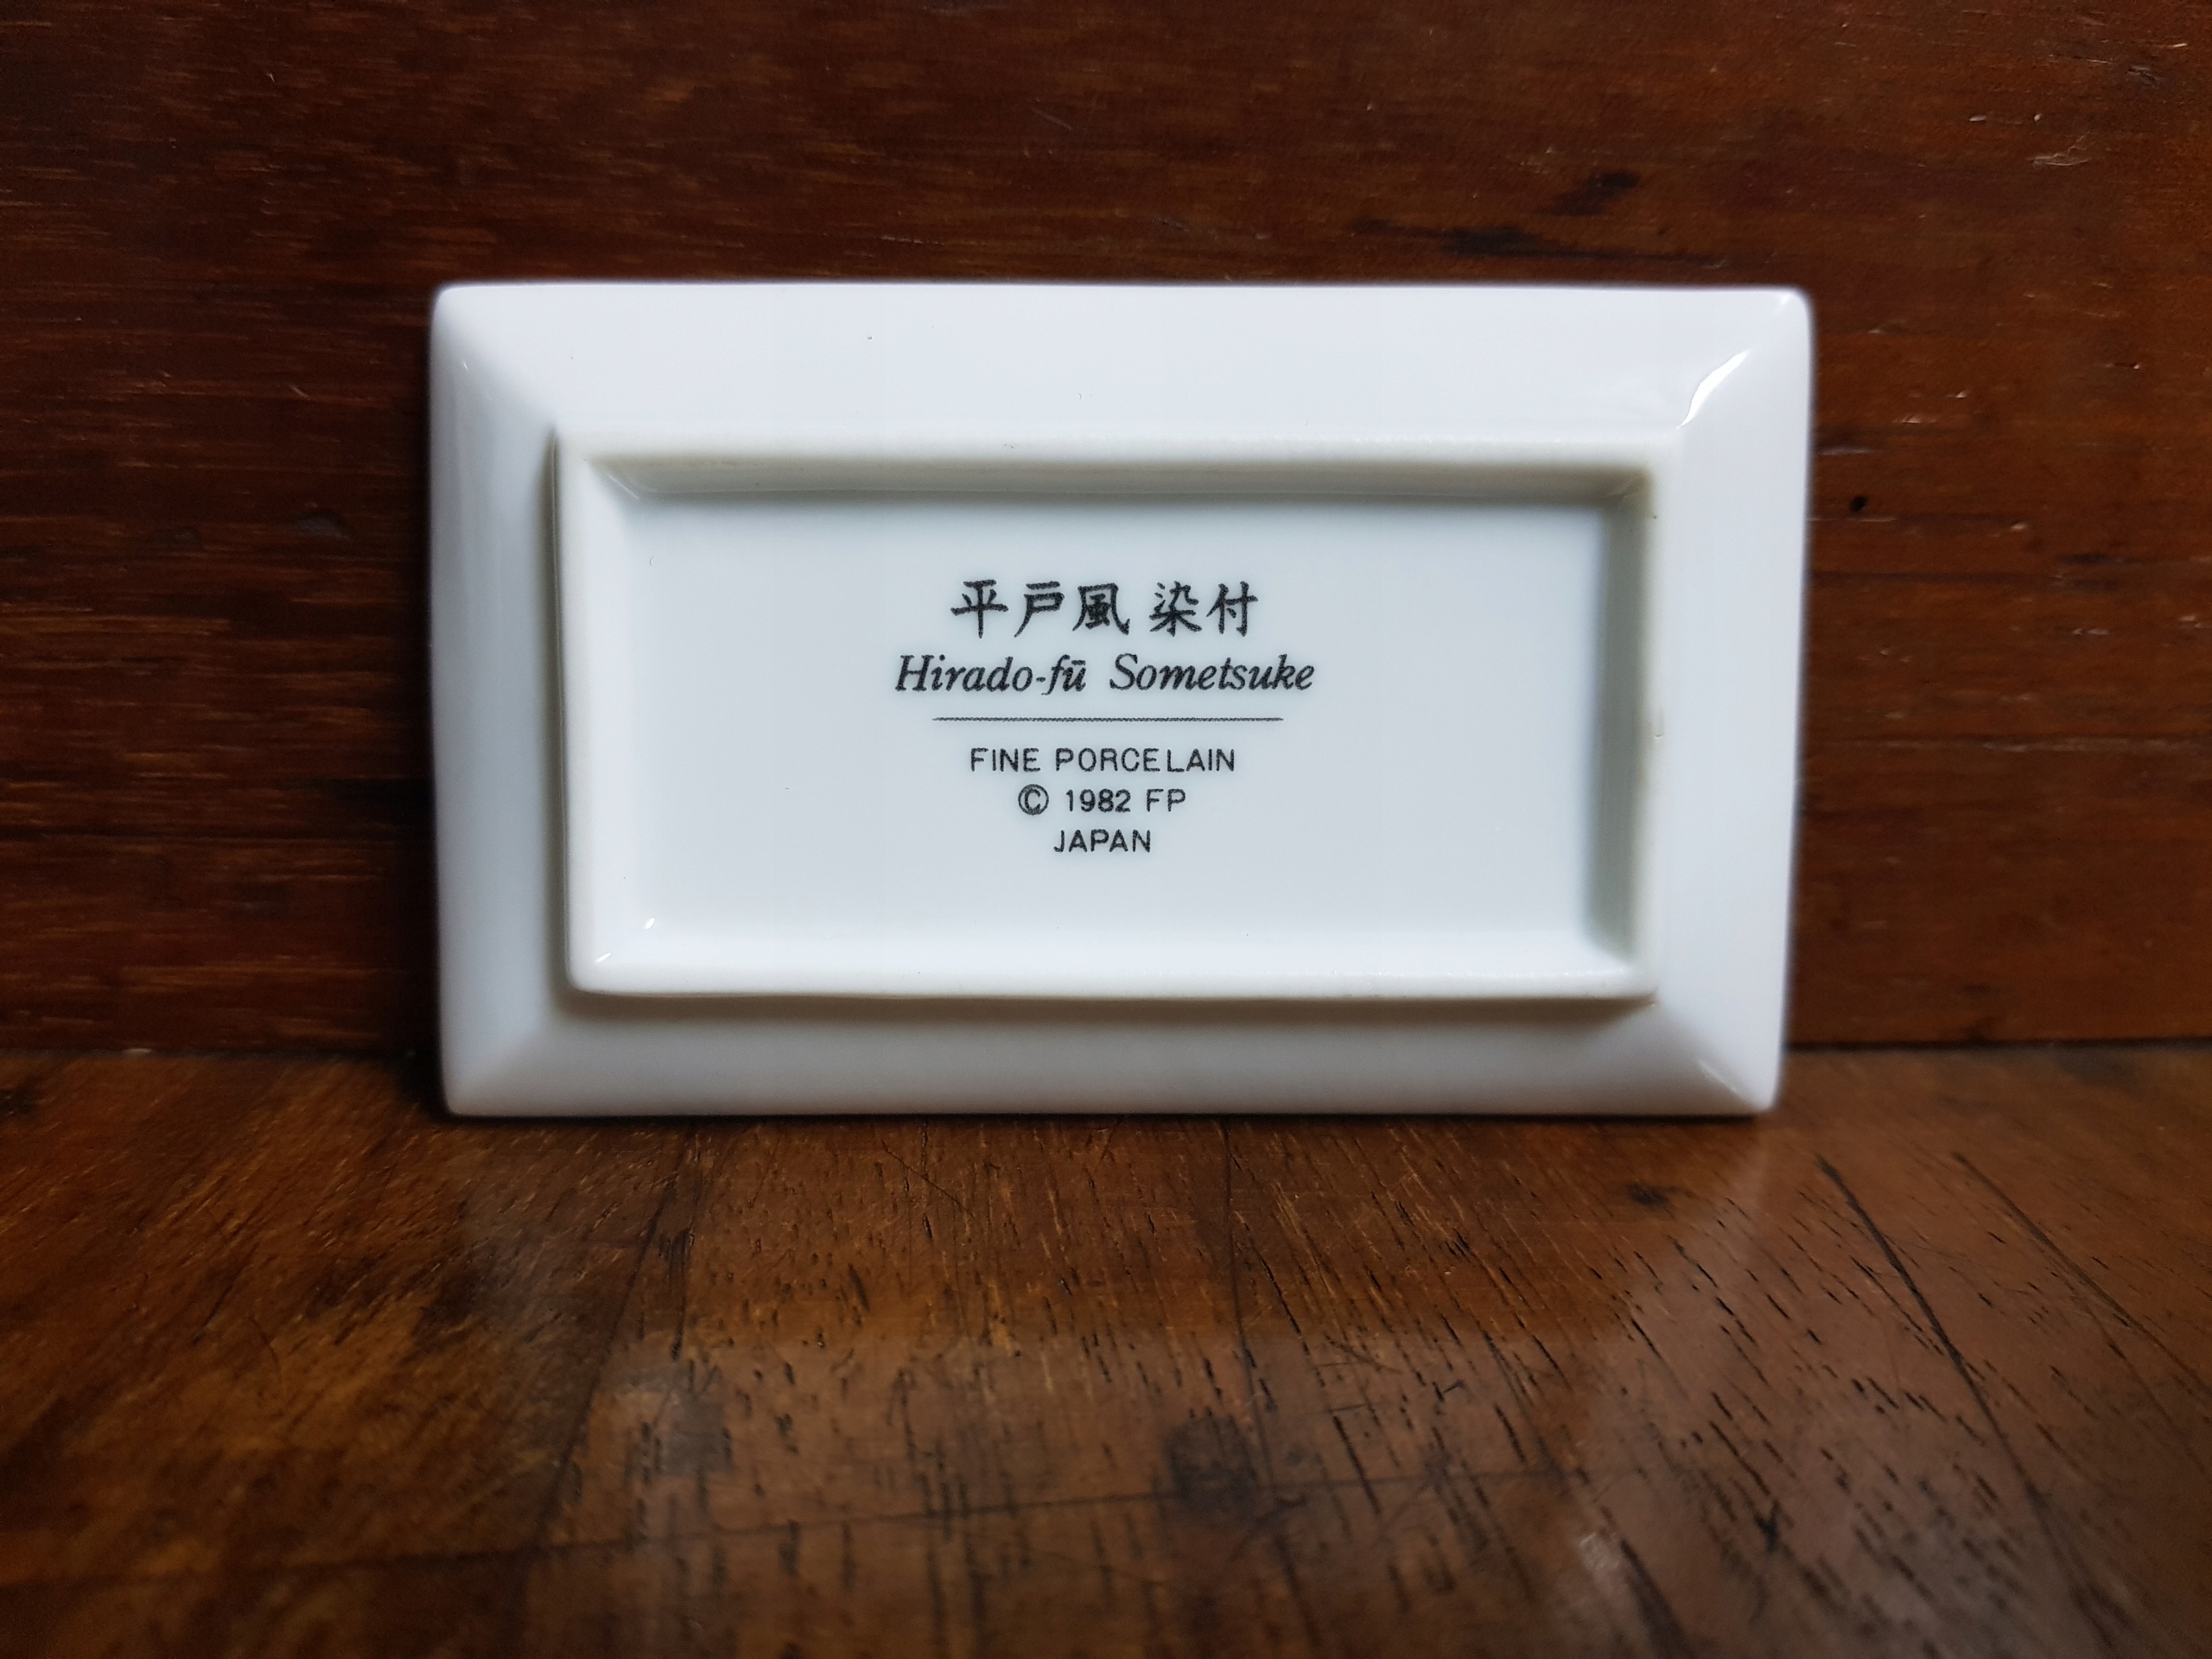 平戸風 染付
Hirado-fū Sometsuke
FINE PORCELAIN
© 1982 FP
JAPAN